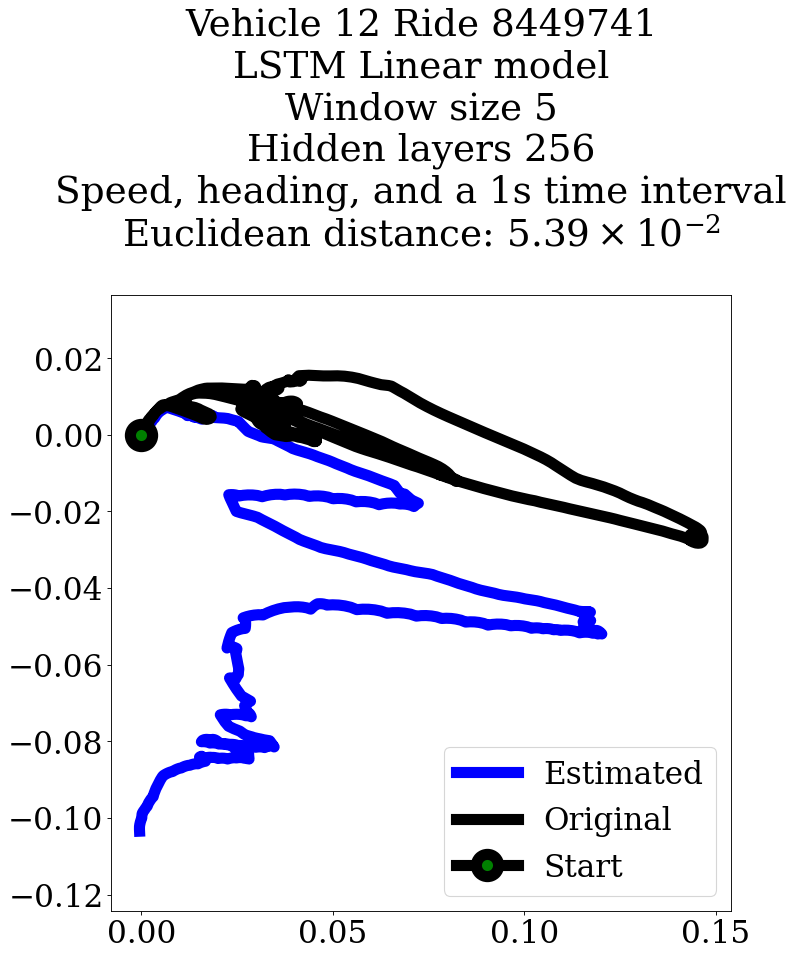 Vehicle 12 Ride 8449741
LSTM Linear model
Window size 5
Hidden layers 256
Speed, heading, and a 1s time interval
Euclidean distance: 5.39 × 10⁻²
0.02
0.00
−0.02
−0.04
−0.06
−0.08
−0.10
−0.12
Estimated
Original
Start
0.00 0.05 0.10 0.15